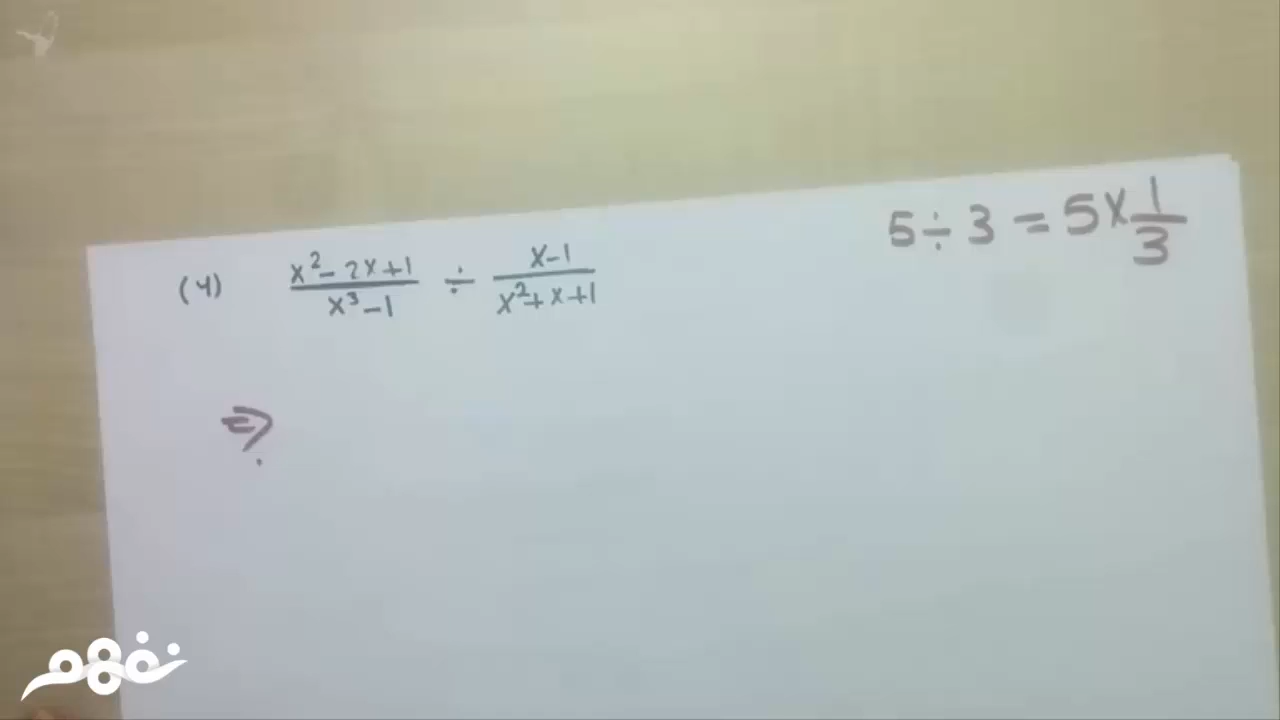 5 ÷ 3 = 5 × 1/3
(4) x² - 2x + 1 / x³ - 1 ÷ x - 1 / x² + x + 1
⇒
نفهم